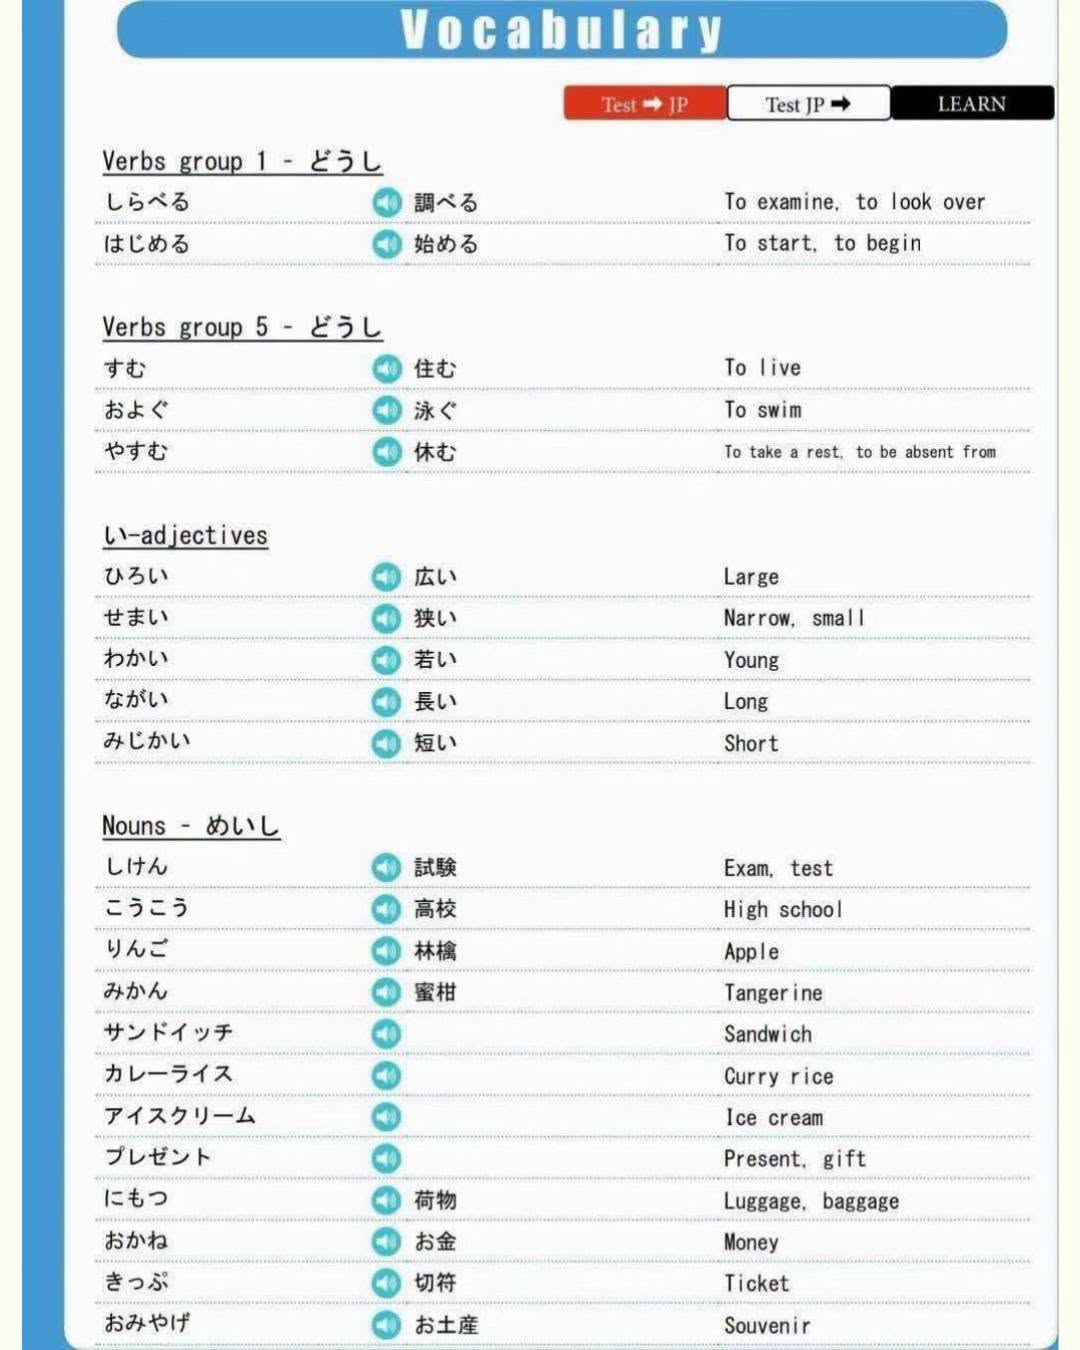 Vocabulary
Test ➡ JP Test JP ➡ LEARN
Verbs group 1 - どうし
しらべる 調べる To examine, to look over
はじめる 始める To start, to begin
Verbs group 5 - どうし
すむ 住む To live
およぐ 泳ぐ To swim
やすむ 休む To take a rest, to be absent from
い-adjectives
ひろい 広い Large
せまい 狭い Narrow, small
わかい 若い Young
ながい 長い Long
みじかい 短い Short
Nouns - めいし
しけん 試験 Exam, test
こうこう 高校 High school
りんご 林檎 Apple
みかん 蜜柑 Tangerine
サンドイッチ Sandwich
カレーライス Curry rice
アイスクリーム Ice cream
プレゼント Present, gift
にもつ 荷物 Luggage, baggage
おかね お金 Money
きっぷ 切符 Ticket
おみやげ お土産 Souvenir